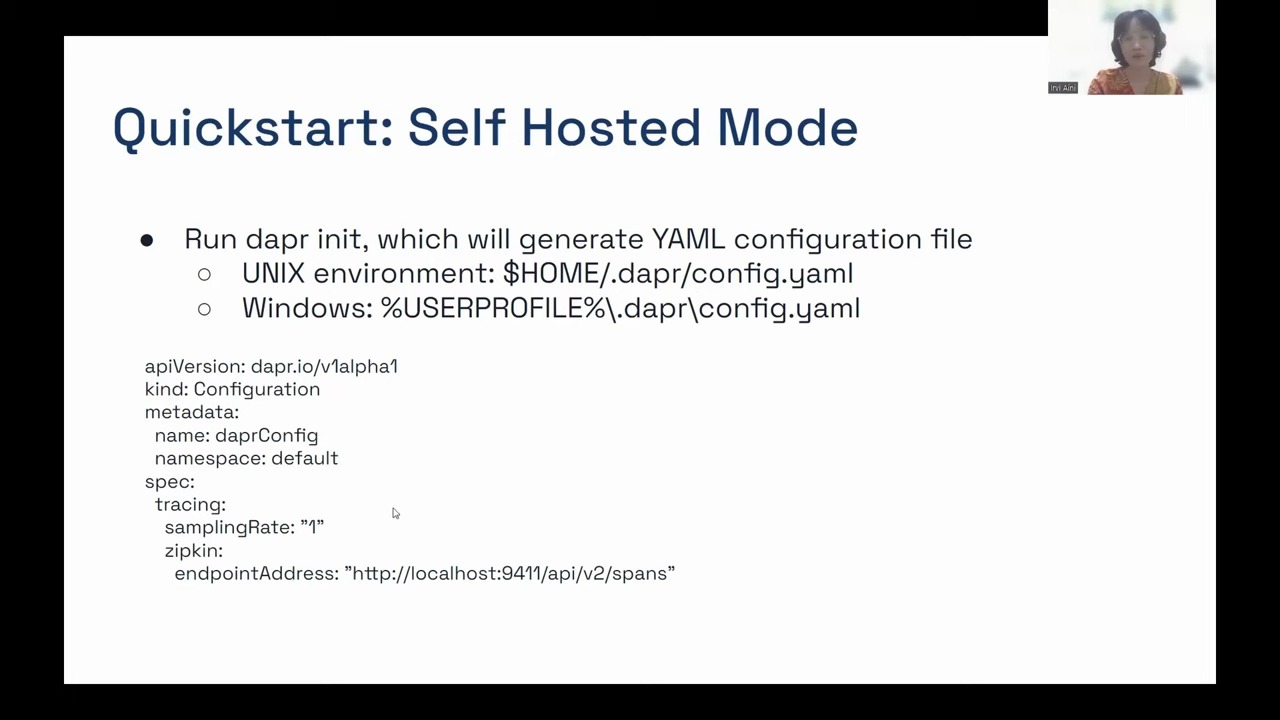 Irvi Aini
Quickstart: Self Hosted Mode
● Run dapr init, which will generate YAML configuration file
○ UNIX environment: $HOME/.dapr/config.yaml
○ Windows: %USERPROFILE%\.dapr\config.yaml
apiVersion: dapr.io/v1alpha1
kind: Configuration
metadata:
  name: daprConfig
  namespace: default
spec:
  tracing:
    samplingRate: ”1”
    zipkin:
      endpointAddress: ”http://localhost:9411/api/v2/spans”